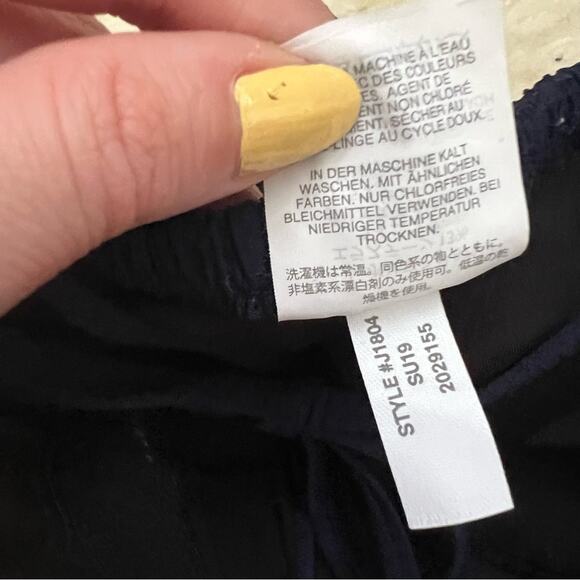 MACHINE À L'EAU
DES COULEURS
AGENT DE
NON CHLORÉ
SÉCHER AU
LINGE AU CYCLE DOUX.
IN DER MASCHINE KALT
WASCHEN. MIT ÄHNLICHEN
FARBEN. NUR CHLORFREIES
BLEICHMITTEL VERWENDEN. BEI
NIEDRIGER TEMPERATUR
TROCKNEN.
洗濯機は常温。同色系の物とともに。
非塩素系漂白剤のみ使用可。低温の乾
燥機を使用。
STYLE#J1804
SU19
2029155